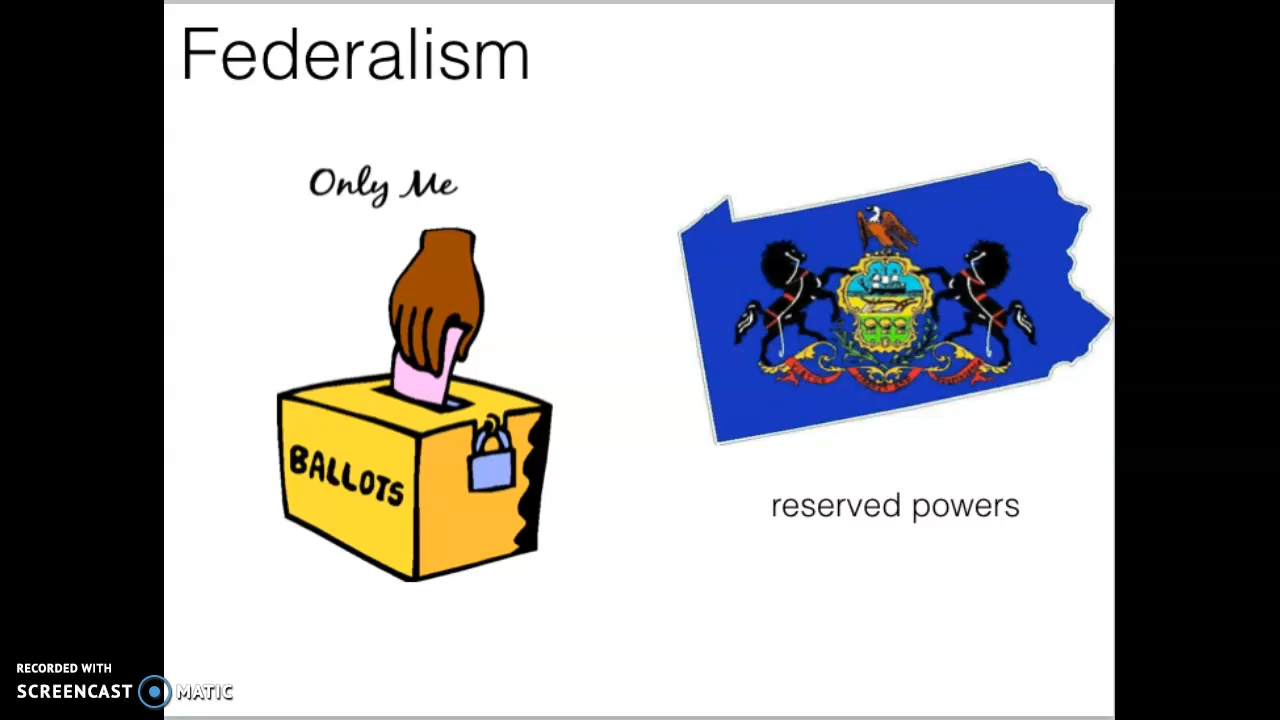 Federalism
Only Me
BALLOTS
reserved powers
RECORDED WITH
SCREENCAST MATIC